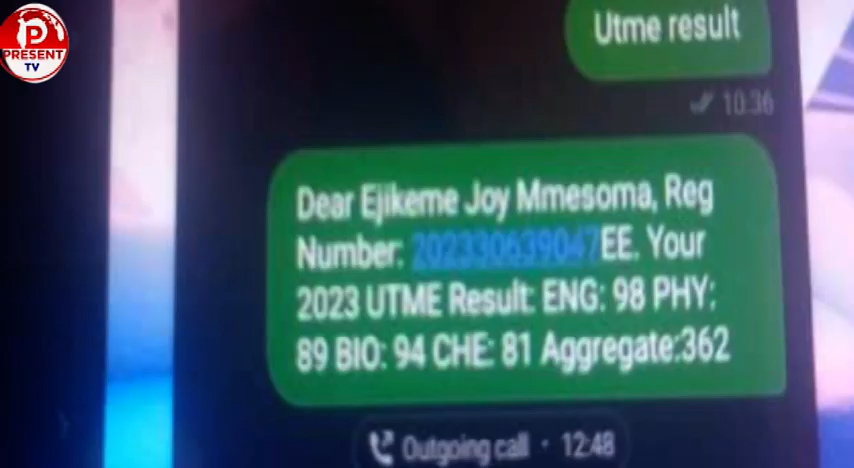 PRESENT
TV
Utme result
10:36
Dear Ejikeme Joy Mmesoma, Reg
Number: 202330639047EE. Your
2023 UTME Result: ENG: 98 PHY:
89 BIO: 94 CHE: 81 Aggregate:362
Outgoing call · 12:48